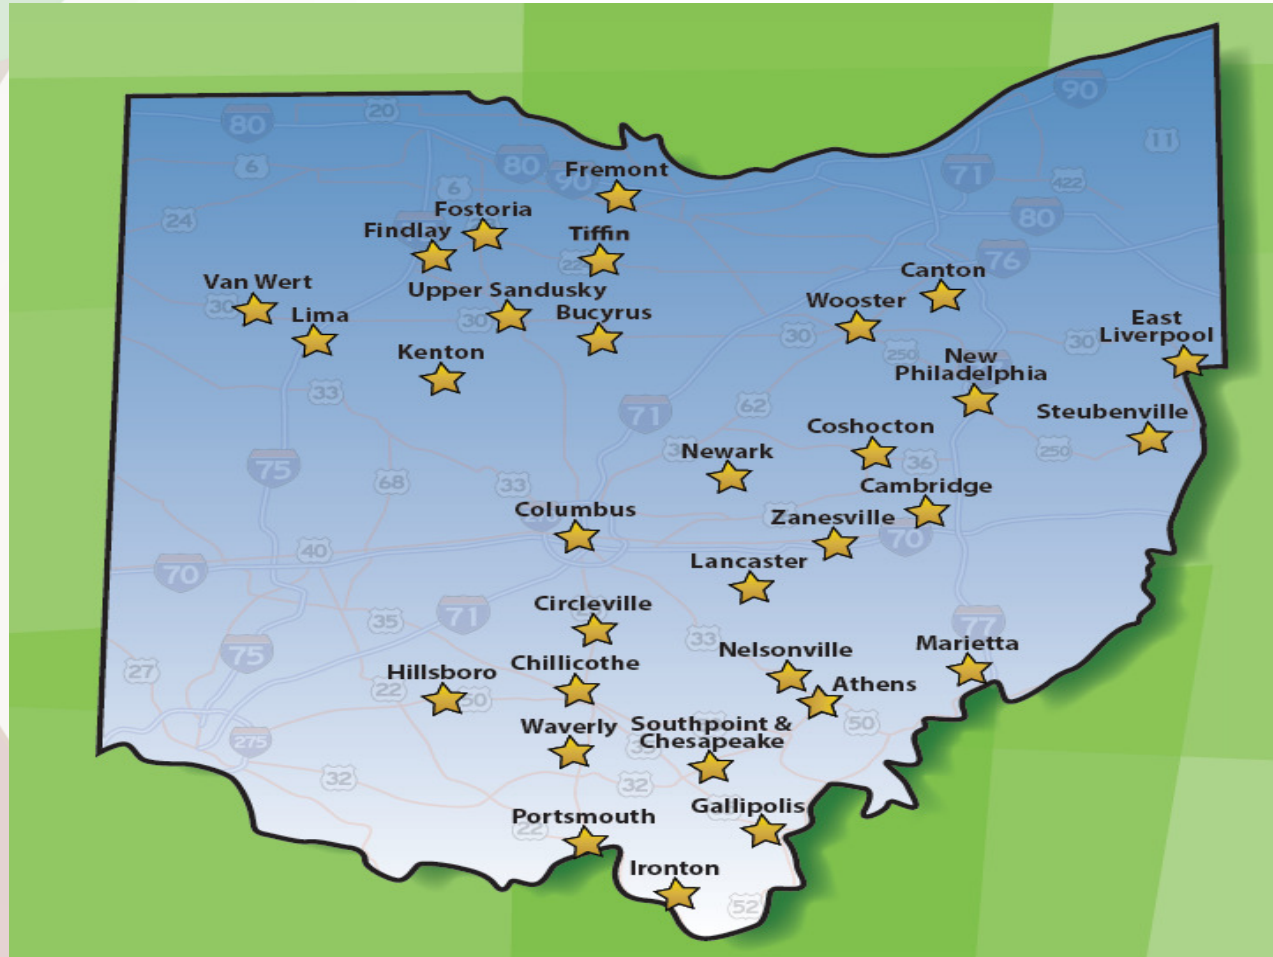 90
20
80
11
6
80
90
Fremont
71
422
6
24
Fostoria
80
Findlay
Tiffin
22
76
Canton
Van Wert
Upper Sandusky
Wooster
30
Lima
30
Bucyrus
East
Liverpool
30
30
Kenton
250
New
Philadelphia
33
62
71
Steubenville
Coshocton
Newark
250
36
75
68
33
Cambridge
Columbus
Zanesville
70
40
Lancaster
70
Circleville
71
35
77
33
Marietta
75
Nelsonville
Chillicothe
27
Hillsboro
Athens
22
50
Southpoint &
Chesapeake
50
Waverly
275
32
32
Gallipolis
Portsmouth
22
Ironton
52